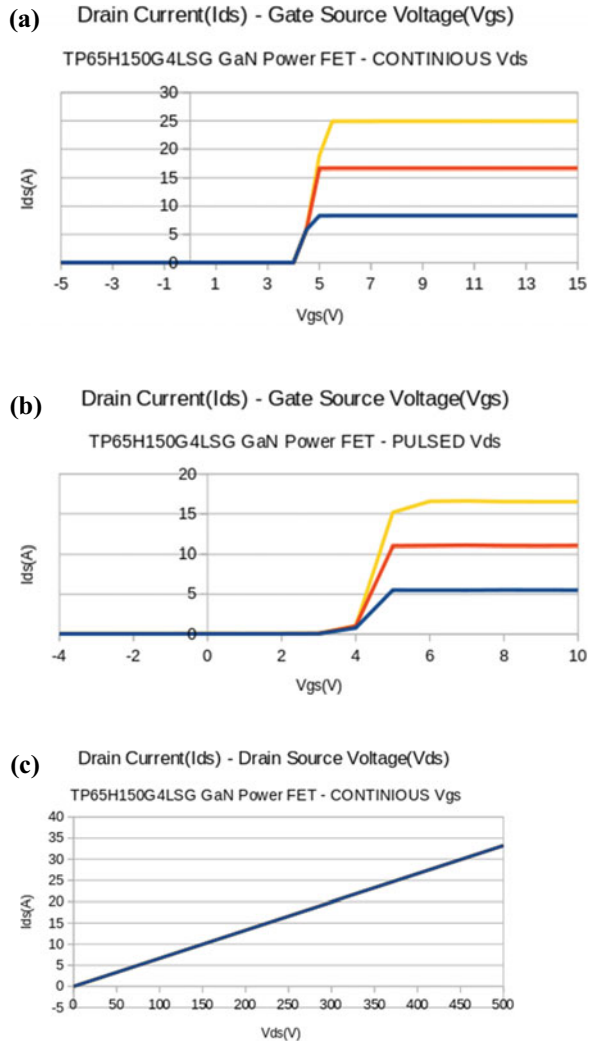 (a)
Drain Current(Ids) - Gate Source Voltage(Vgs)
TP65H150G4LSG GaN Power FET - CONTINIOUS Vds
30
25
20
15
10
5
0
Ids(A)
-5 -3 -1 1 3 5 7 9 11 13 15
Vgs(V)
(b)
Drain Current(Ids) - Gate Source Voltage(Vgs)
TP65H150G4LSG GaN Power FET - PULSED Vds
20
15
10
5
0
Ids(A)
-4 -2 0 2 4 6 8 10
Vgs(V)
(c)
Drain Current(Ids) - Drain Source Voltage(Vds)
TP65H150G4LSG GaN Power FET - CONTINIOUS Vgs
40
35
30
25
20
15
10
5
0
-5
Ids(A)
0 50 100 150 200 250 300 350 400 450 500
Vds(V)